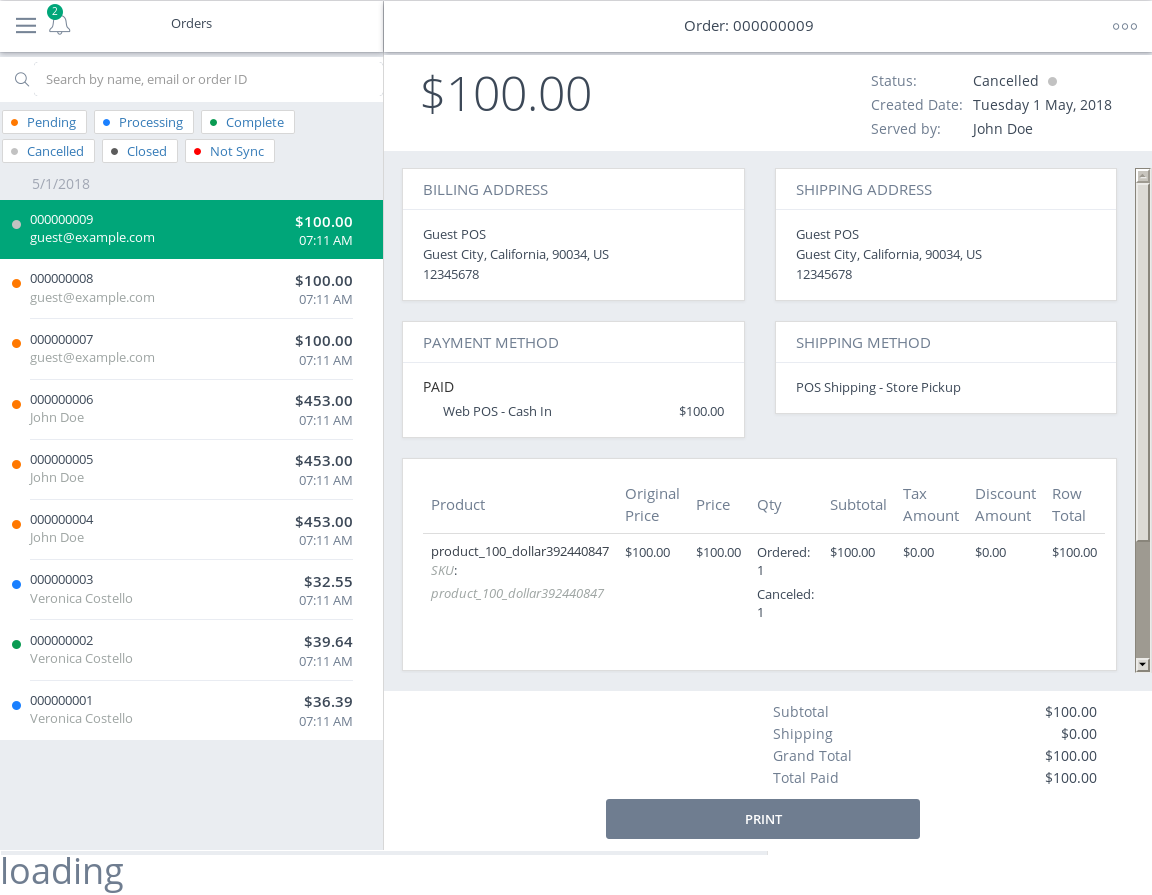 2
Orders
Search by name, email or order ID
Pending
Processing
Complete
Cancelled
Closed
Not Sync
5/1/2018
000000009 $100.00
guest@example.com 07:11 AM
000000008 $100.00
guest@example.com 07:11 AM
000000007 $100.00
guest@example.com 07:11 AM
000000006 $453.00
John Doe 07:11 AM
000000005 $453.00
John Doe 07:11 AM
000000004 $453.00
John Doe 07:11 AM
000000003 $32.55
Veronica Costello 07:11 AM
000000002 $39.64
Veronica Costello 07:11 AM
000000001 $36.39
Veronica Costello 07:11 AM
Order: 000000009
$100.00
Status: Cancelled
Created Date: Tuesday 1 May, 2018
Served by: John Doe
BILLING ADDRESS
Guest POS
Guest City, California, 90034, US
12345678
SHIPPING ADDRESS
Guest POS
Guest City, California, 90034, US
12345678
PAYMENT METHOD
PAID
Web POS - Cash In $100.00
SHIPPING METHOD
POS Shipping - Store Pickup
Product
Original
Price
Price
Qty
Subtotal
Tax
Amount
Discount
Amount
Row
Total
product_100_dollar392440847
SKU:
product_100_dollar392440847
$100.00
$100.00
Ordered:
1
Canceled:
1
$100.00
$0.00
$0.00
$100.00
Subtotal $100.00
Shipping $0.00
Grand Total $100.00
Total Paid $100.00
PRINT
loading